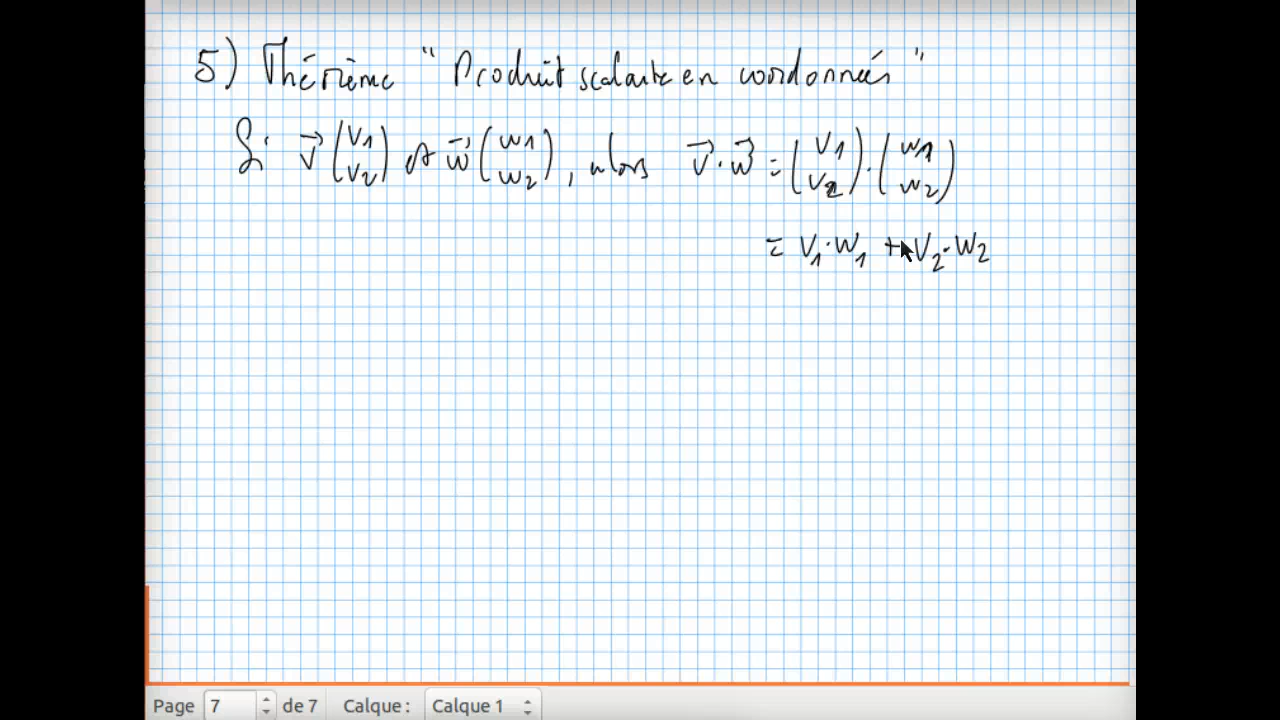 5) Théorème "Produit scalaire en coordonnées"
Si v⃗ (v1 v2) et w⃗ (w1 w2), alors v⃗ · w⃗ = (v1 v2) · (w1 w2)
= v1 · w1 + v2 · w2
Page 7 de 7 Calque : Calque 1